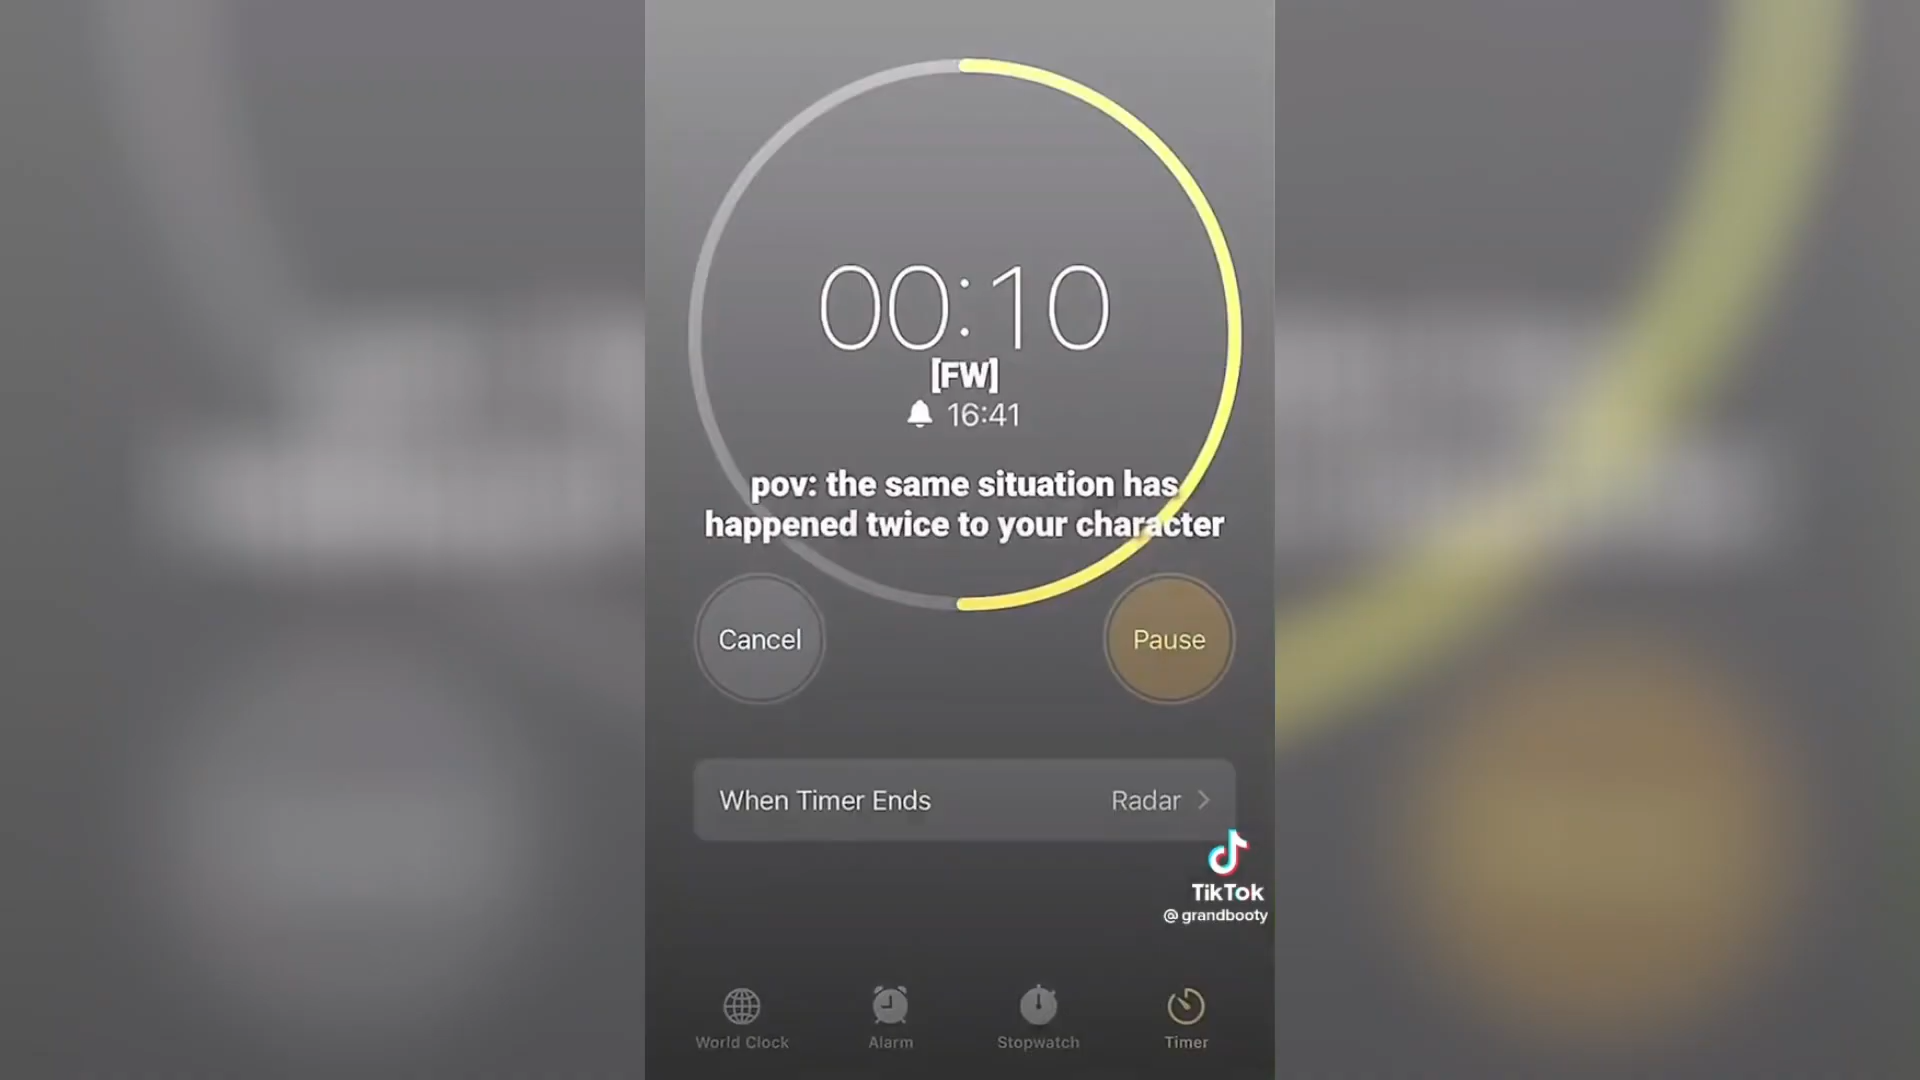 00:10
[FW]
16:41
pov: the same situation has
happened twice to your character
Cancel
Pause
When Timer Ends
Radar
TikTok
@grandbooty
World Clock
Alarm
Stopwatch
Timer